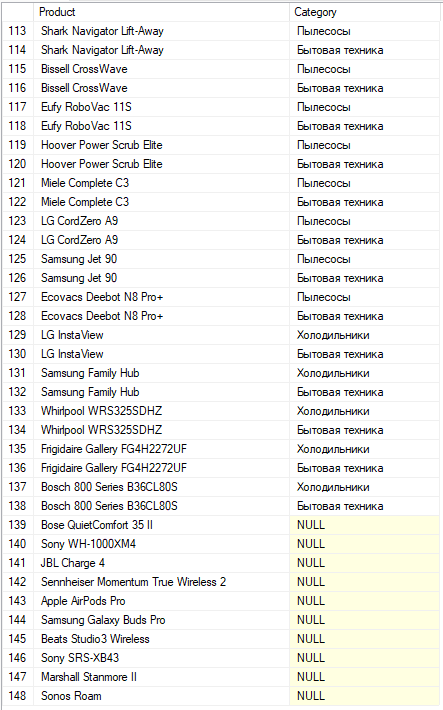 Product Category
113 Shark Navigator Lift-Away Пылесосы
114 Shark Navigator Lift-Away Бытовая техника
115 Bissell CrossWave Пылесосы
116 Bissell CrossWave Бытовая техника
117 Eufy RoboVac 11S Пылесосы
118 Eufy RoboVac 11S Бытовая техника
119 Hoover Power Scrub Elite Пылесосы
120 Hoover Power Scrub Elite Бытовая техника
121 Miele Complete C3 Пылесосы
122 Miele Complete C3 Бытовая техника
123 LG CordZero A9 Пылесосы
124 LG CordZero A9 Бытовая техника
125 Samsung Jet 90 Пылесосы
126 Samsung Jet 90 Бытовая техника
127 Ecovacs Deebot N8 Pro+ Пылесосы
128 Ecovacs Deebot N8 Pro+ Бытовая техника
129 LG InstaView Холодильники
130 LG InstaView Бытовая техника
131 Samsung Family Hub Холодильники
132 Samsung Family Hub Бытовая техника
133 Whirlpool WRS325SDHZ Холодильники
134 Whirlpool WRS325SDHZ Бытовая техника
135 Frigidaire Gallery FG4H2272UF Холодильники
136 Frigidaire Gallery FG4H2272UF Бытовая техника
137 Bosch 800 Series B36CL80S Холодильники
138 Bosch 800 Series B36CL80S Бытовая техника
139 Bose QuietComfort 35 II NULL
140 Sony WH-1000XM4 NULL
141 JBL Charge 4 NULL
142 Sennheiser Momentum True Wireless 2 NULL
143 Apple AirPods Pro NULL
144 Samsung Galaxy Buds Pro NULL
145 Beats Studio3 Wireless NULL
146 Sony SRS-XB43 NULL
147 Marshall Stanmore II NULL
148 Sonos Roam NULL